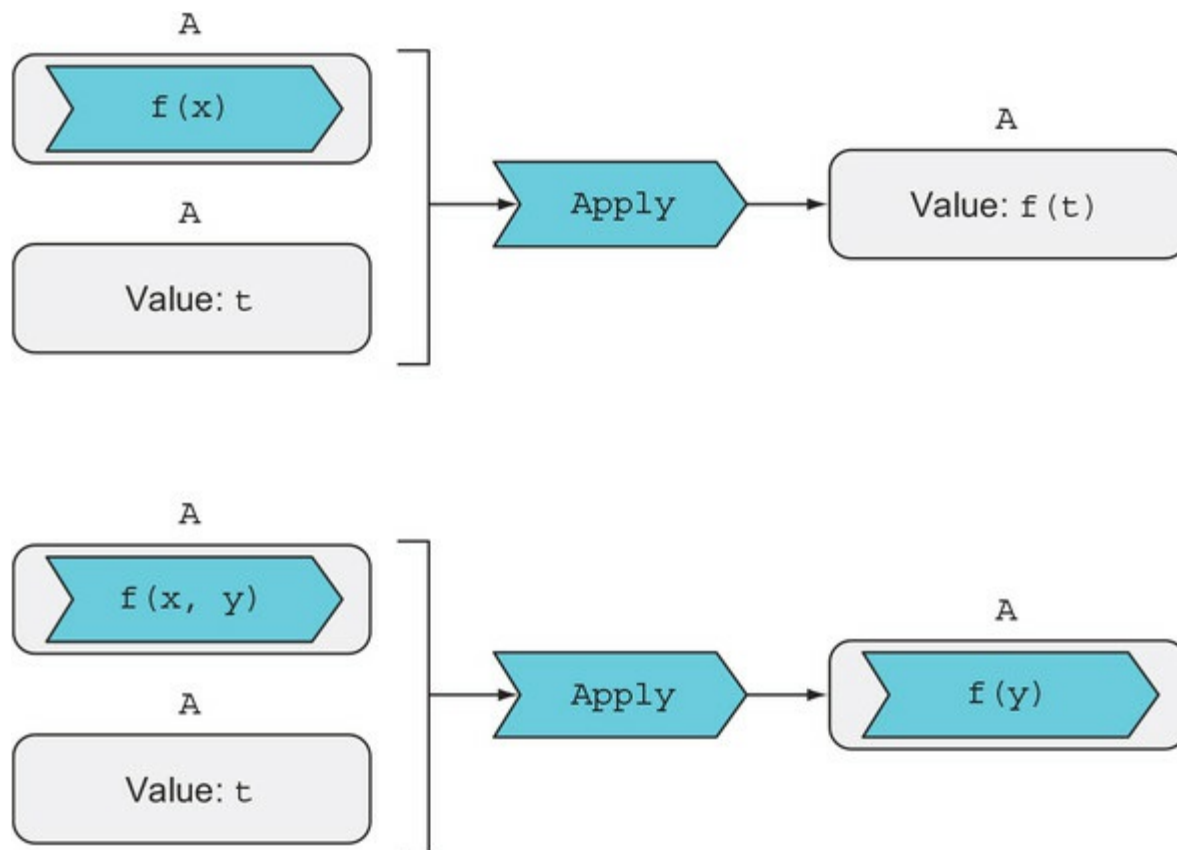 A
f(x)
A
Value: t
Apply
A
Value: f(t)
A
f(x, y)
A
Value: t
Apply
A
f(y)